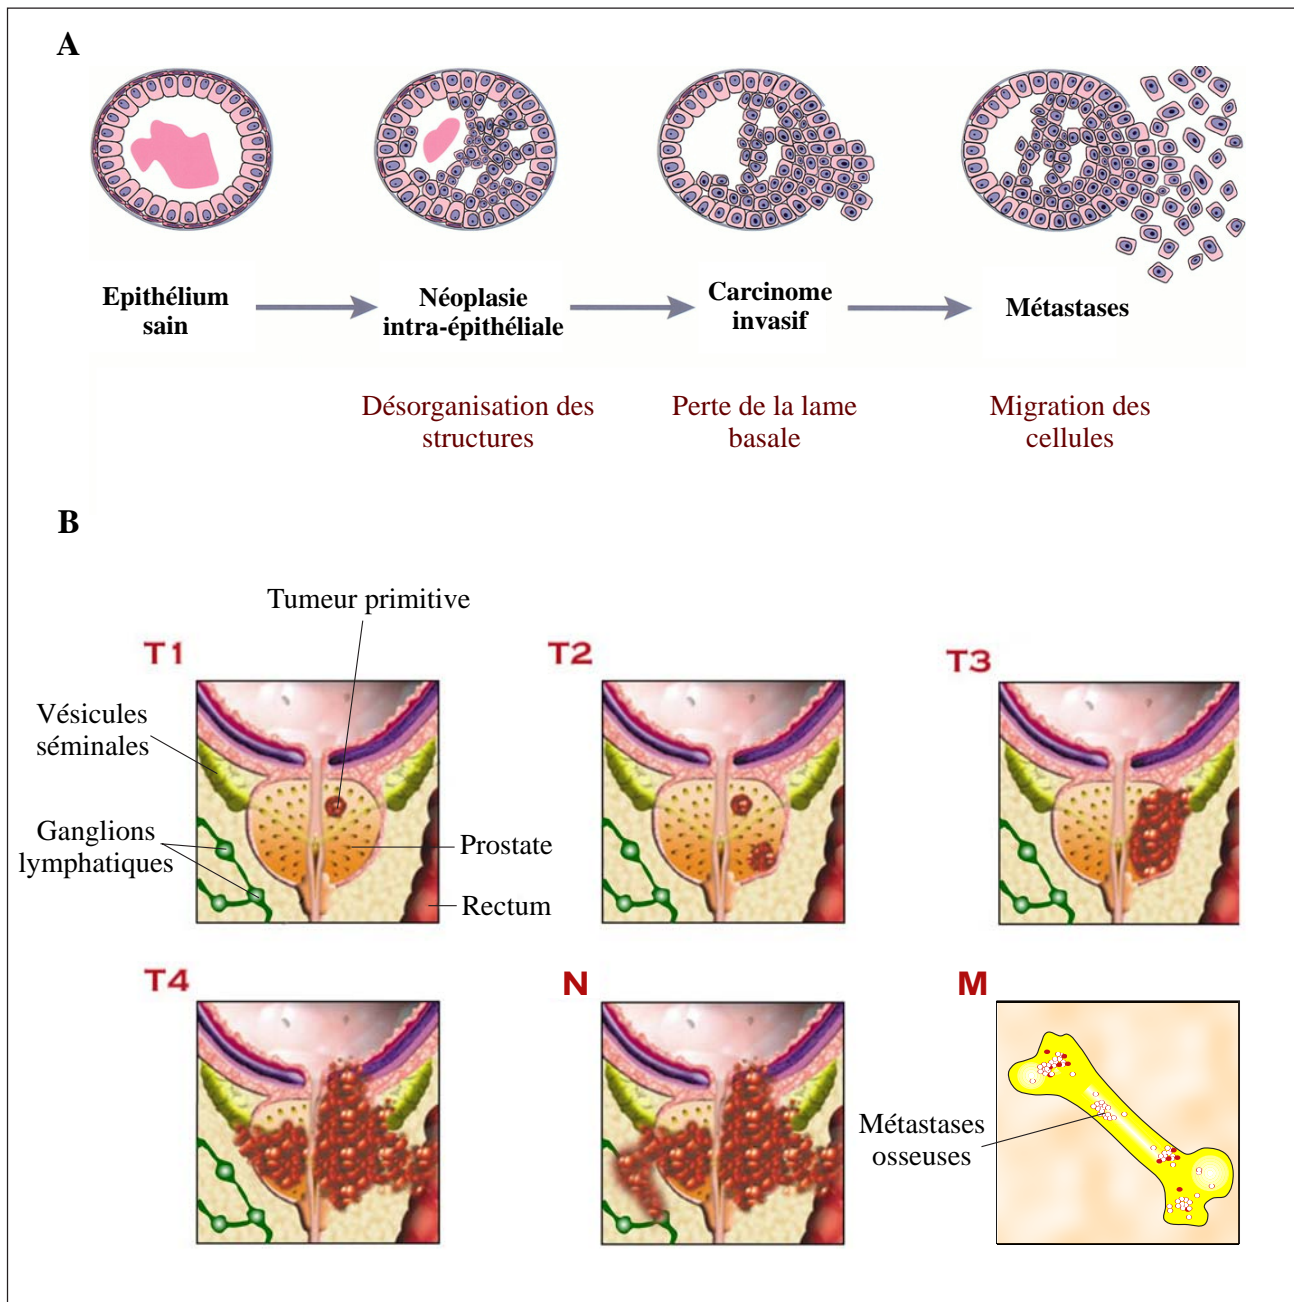 A
Epithélium
sain
Néoplasie
intra-épithéliale
Carcinome
invasif
Métastases
Désorganisation des
structures
Perte de la lame
basale
Migration des
cellules
B
Tumeur primitive
T1
T2
T3
Vésicules
séminales
Ganglions
lymphatiques
Prostate
Rectum
T4
N
M
Métastases
osseuses